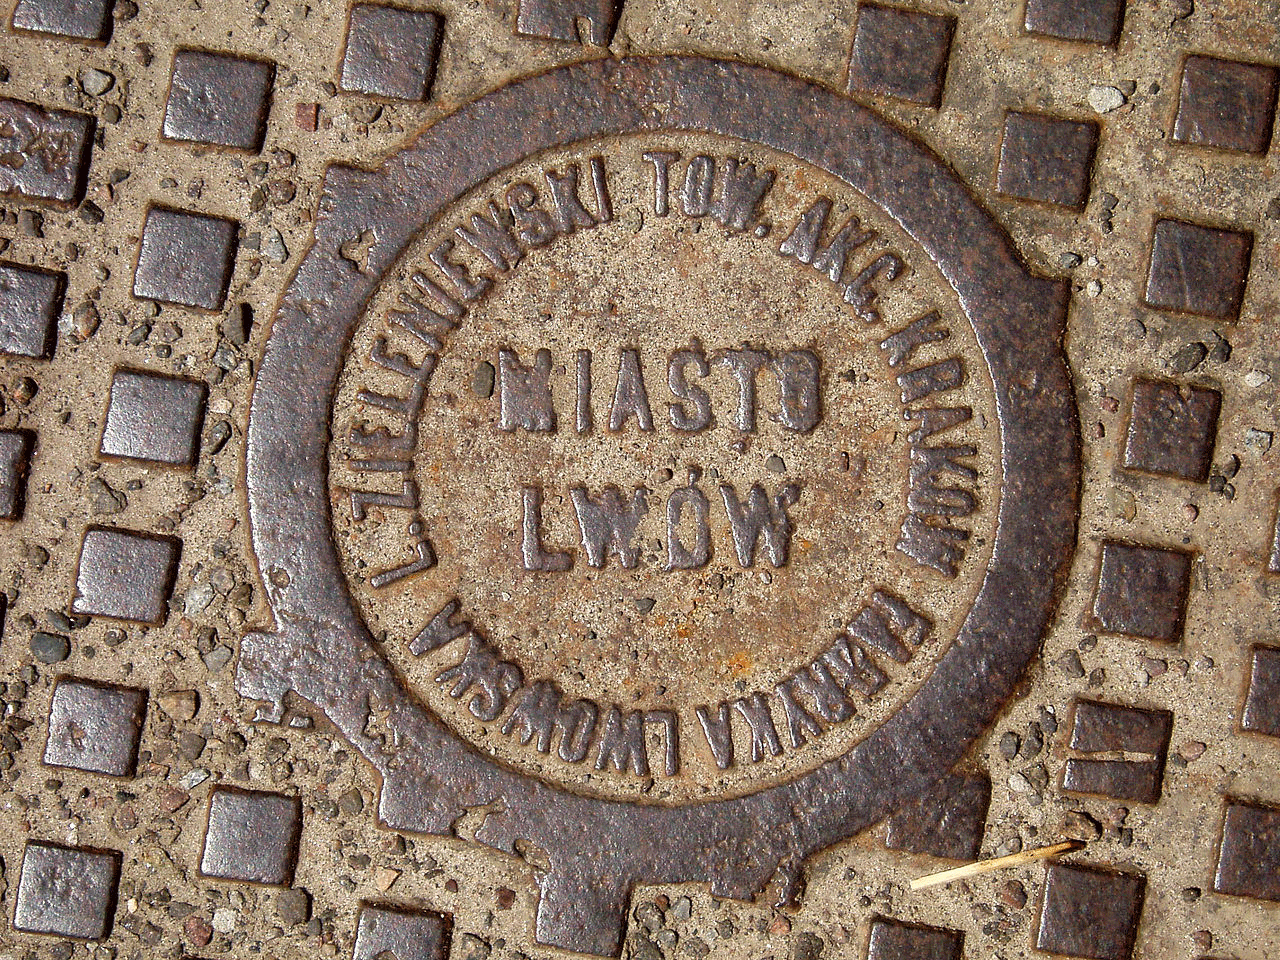 L. ZIELENIEWSKI TOW. AKC. KRAKÓW
FABRYKA LWOWSKA
MIASTO
LWÓW